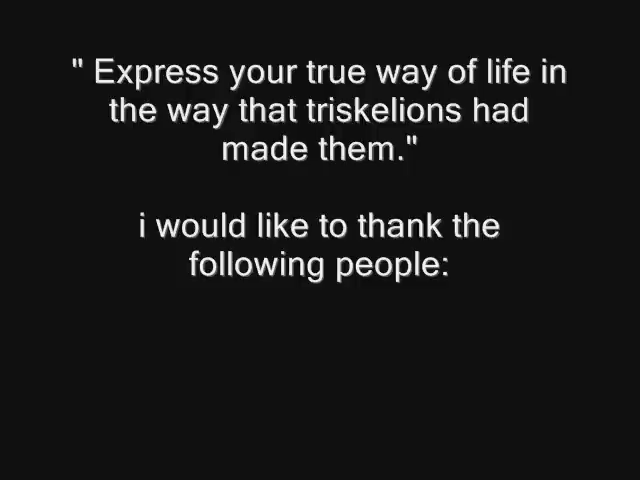 " Express your true way of life in
the way that triskelions had
made them."
i would like to thank the
following people: